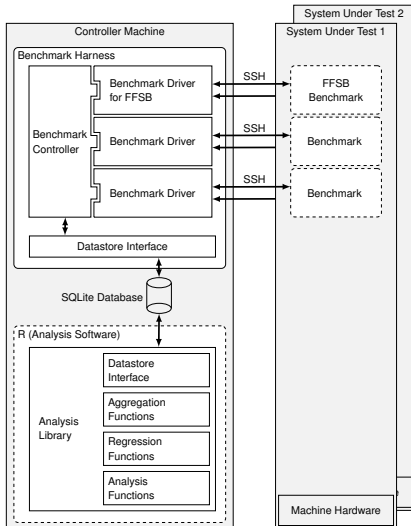 System Under Test 2
Controller Machine
System Under Test 1
Benchmark Harness
Benchmark Driver
for FFSB
SSH
FFSB
Benchmark
Benchmark
Controller
Benchmark Driver
SSH
Benchmark
Benchmark Driver
SSH
Benchmark
Datastore Interface
SQLite Database
R (Analysis Software)
Analysis
Library
Datastore
Interface
Aggregation
Functions
Regression
Functions
Analysis
Functions
Machine Hardware